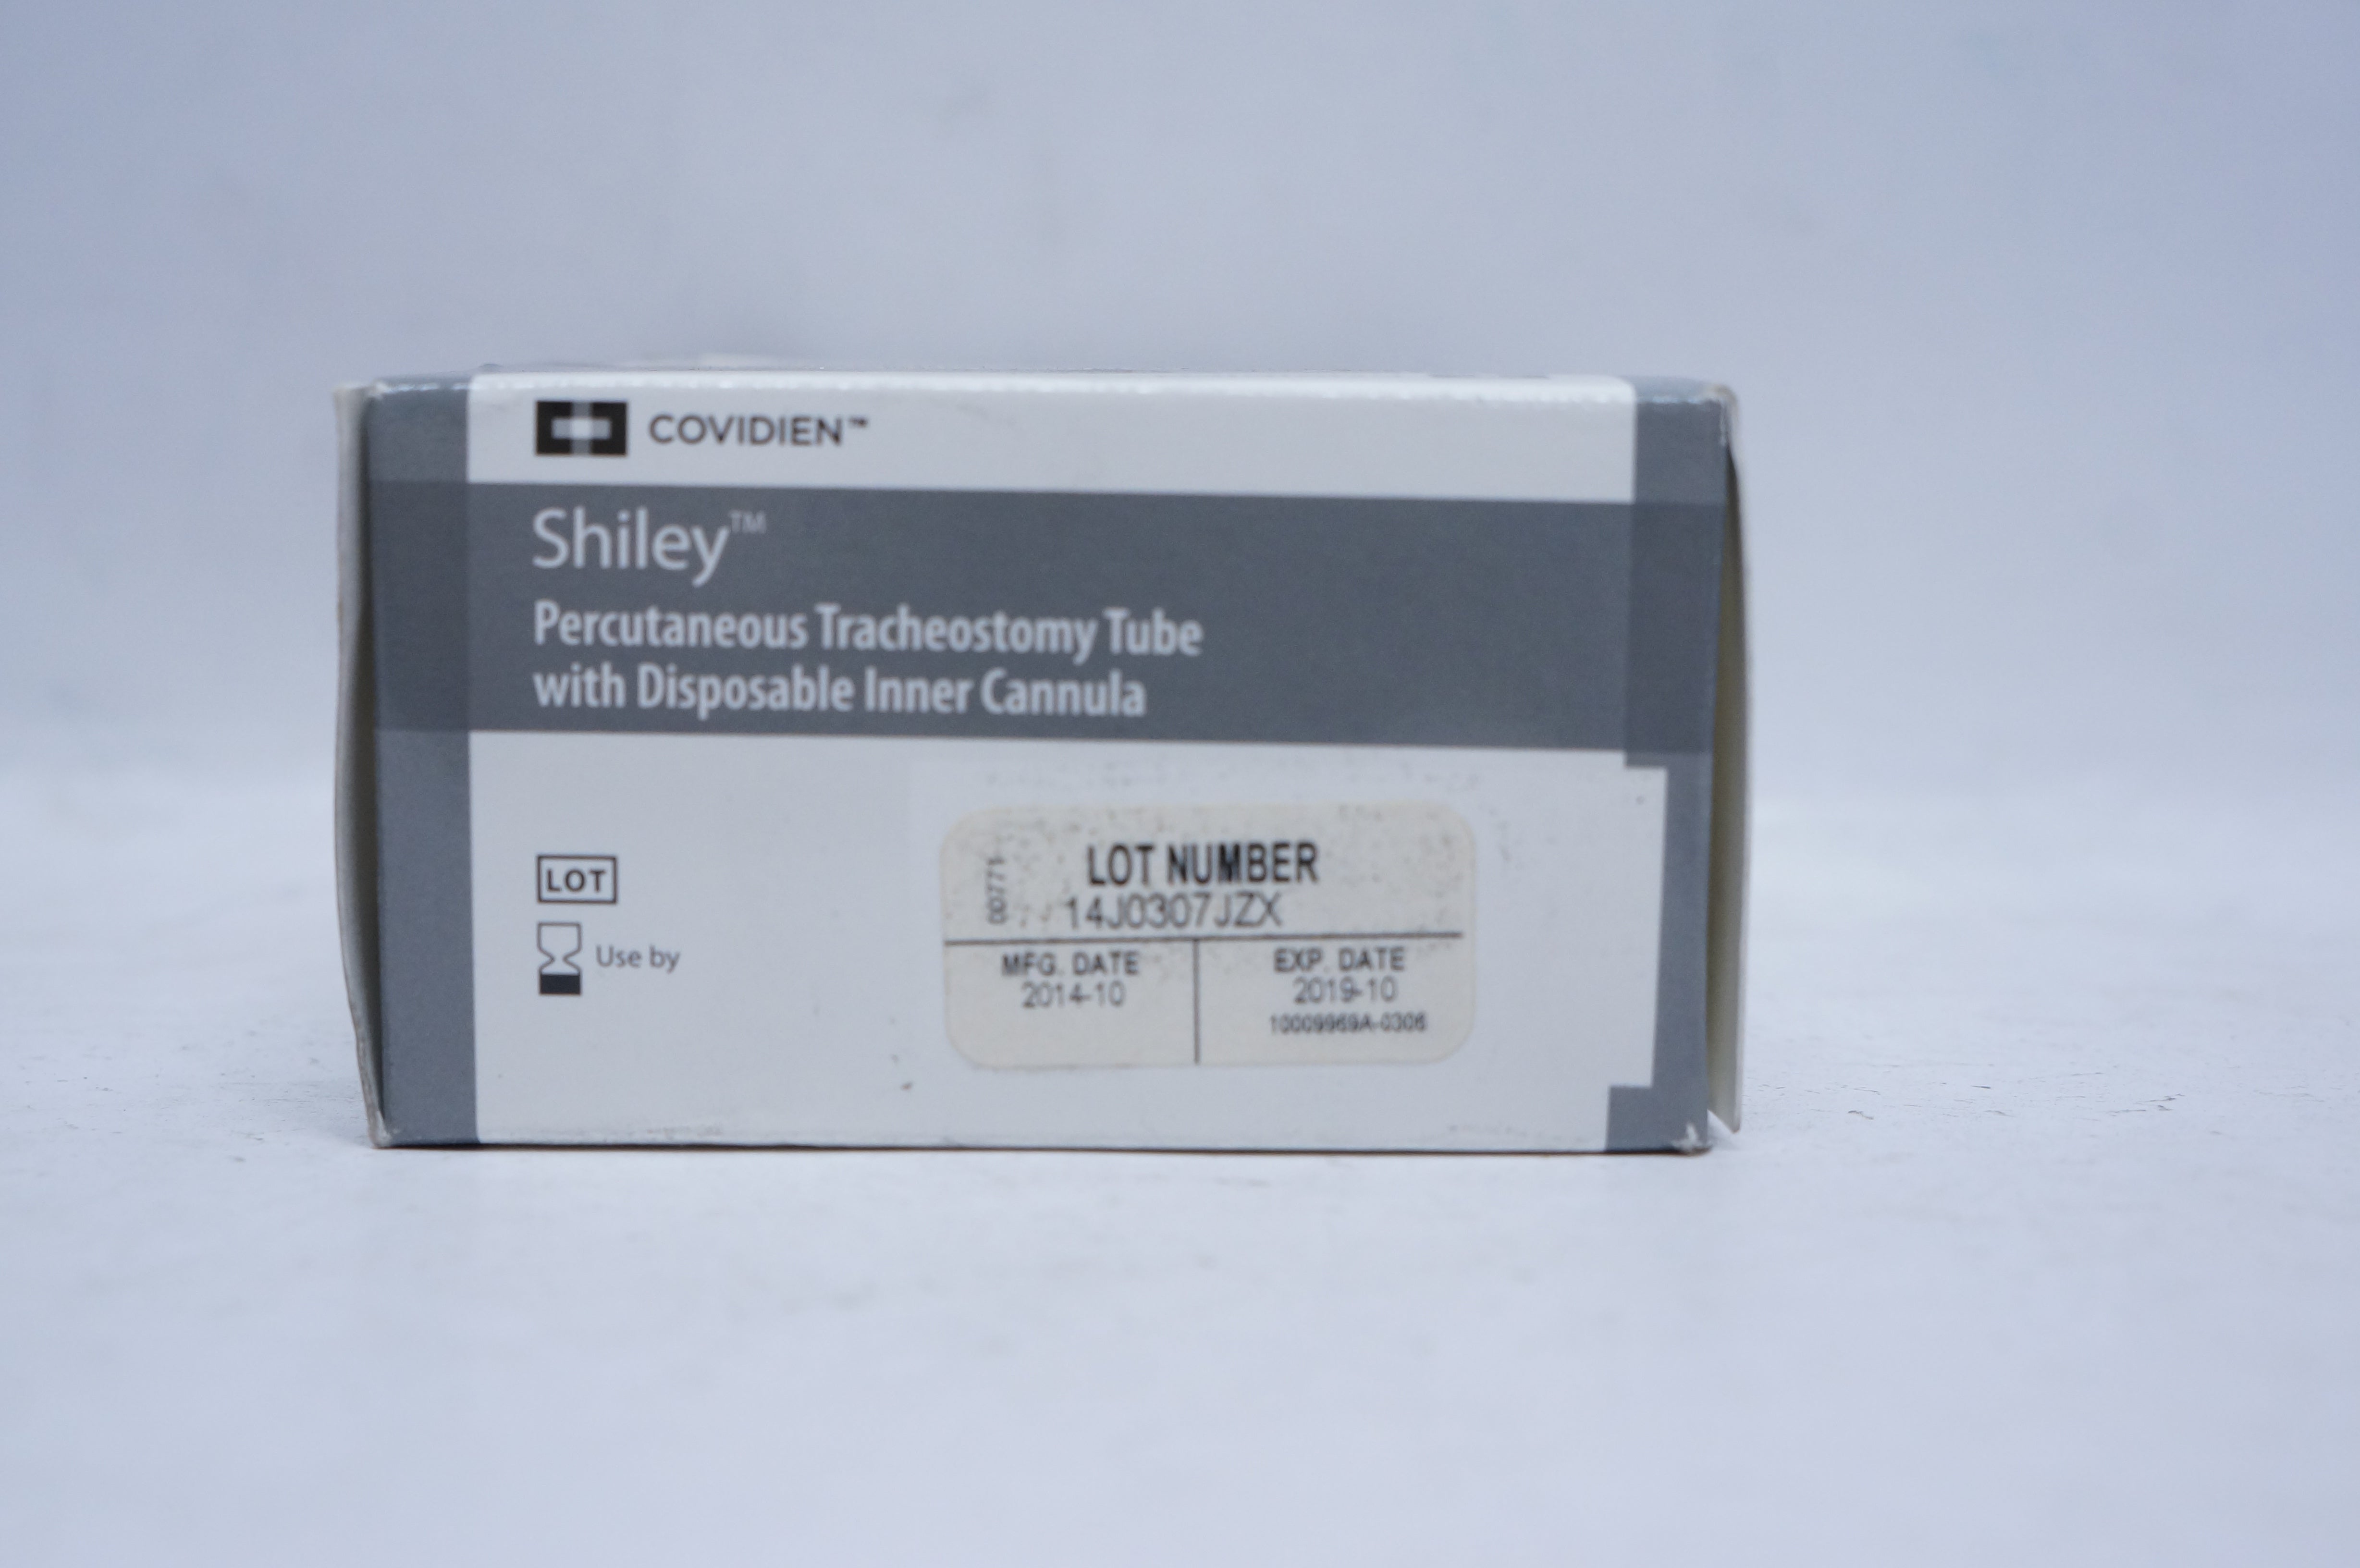 COVIDIEN™
Shiley™
Percutaneous Tracheostomy Tube
with Disposable Inner Cannula
LOT
Use by
007771
LOT NUMBER
14J0307JZX
MFG. DATE
2014-10
EXP. DATE
2019-10
10009969A-0306